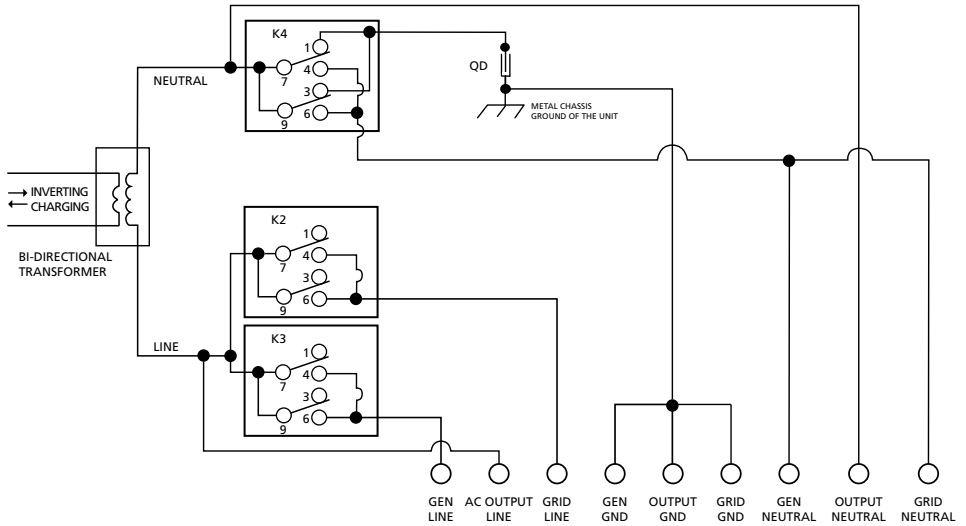 K4
1
4
7
3
6
9
NEUTRAL
QD
METAL CHASSIS
GROUND OF THE UNIT
INVERTING
CHARGING
BI-DIRECTIONAL
TRANSFORMER
K2
1
4
7
3
6
9
LINE
K3
1
4
7
3
6
9
GEN
LINE
AC OUTPUT
LINE
GRID
LINE
GEN
GND
OUTPUT
GND
GRID
GND
GEN
NEUTRAL
OUTPUT
NEUTRAL
GRID
NEUTRAL